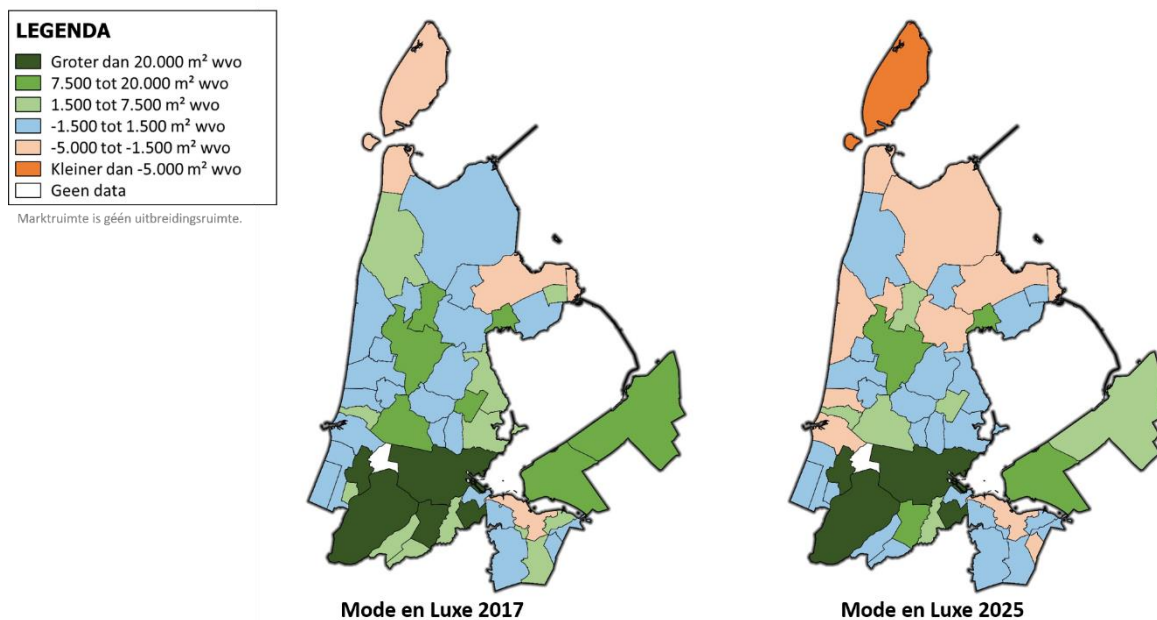 LEGENDA
Groter dan 20.000 m² wvo
7.500 tot 20.000 m² wvo
1.500 tot 7.500 m² wvo
-1.500 tot 1.500 m² wvo
-5.000 tot -1.500 m² wvo
Kleiner dan -5.000 m² wvo
Geen data
Marktruimte is géén uitbreidingsruimte.
Mode en Luxe 2017
Mode en Luxe 2025